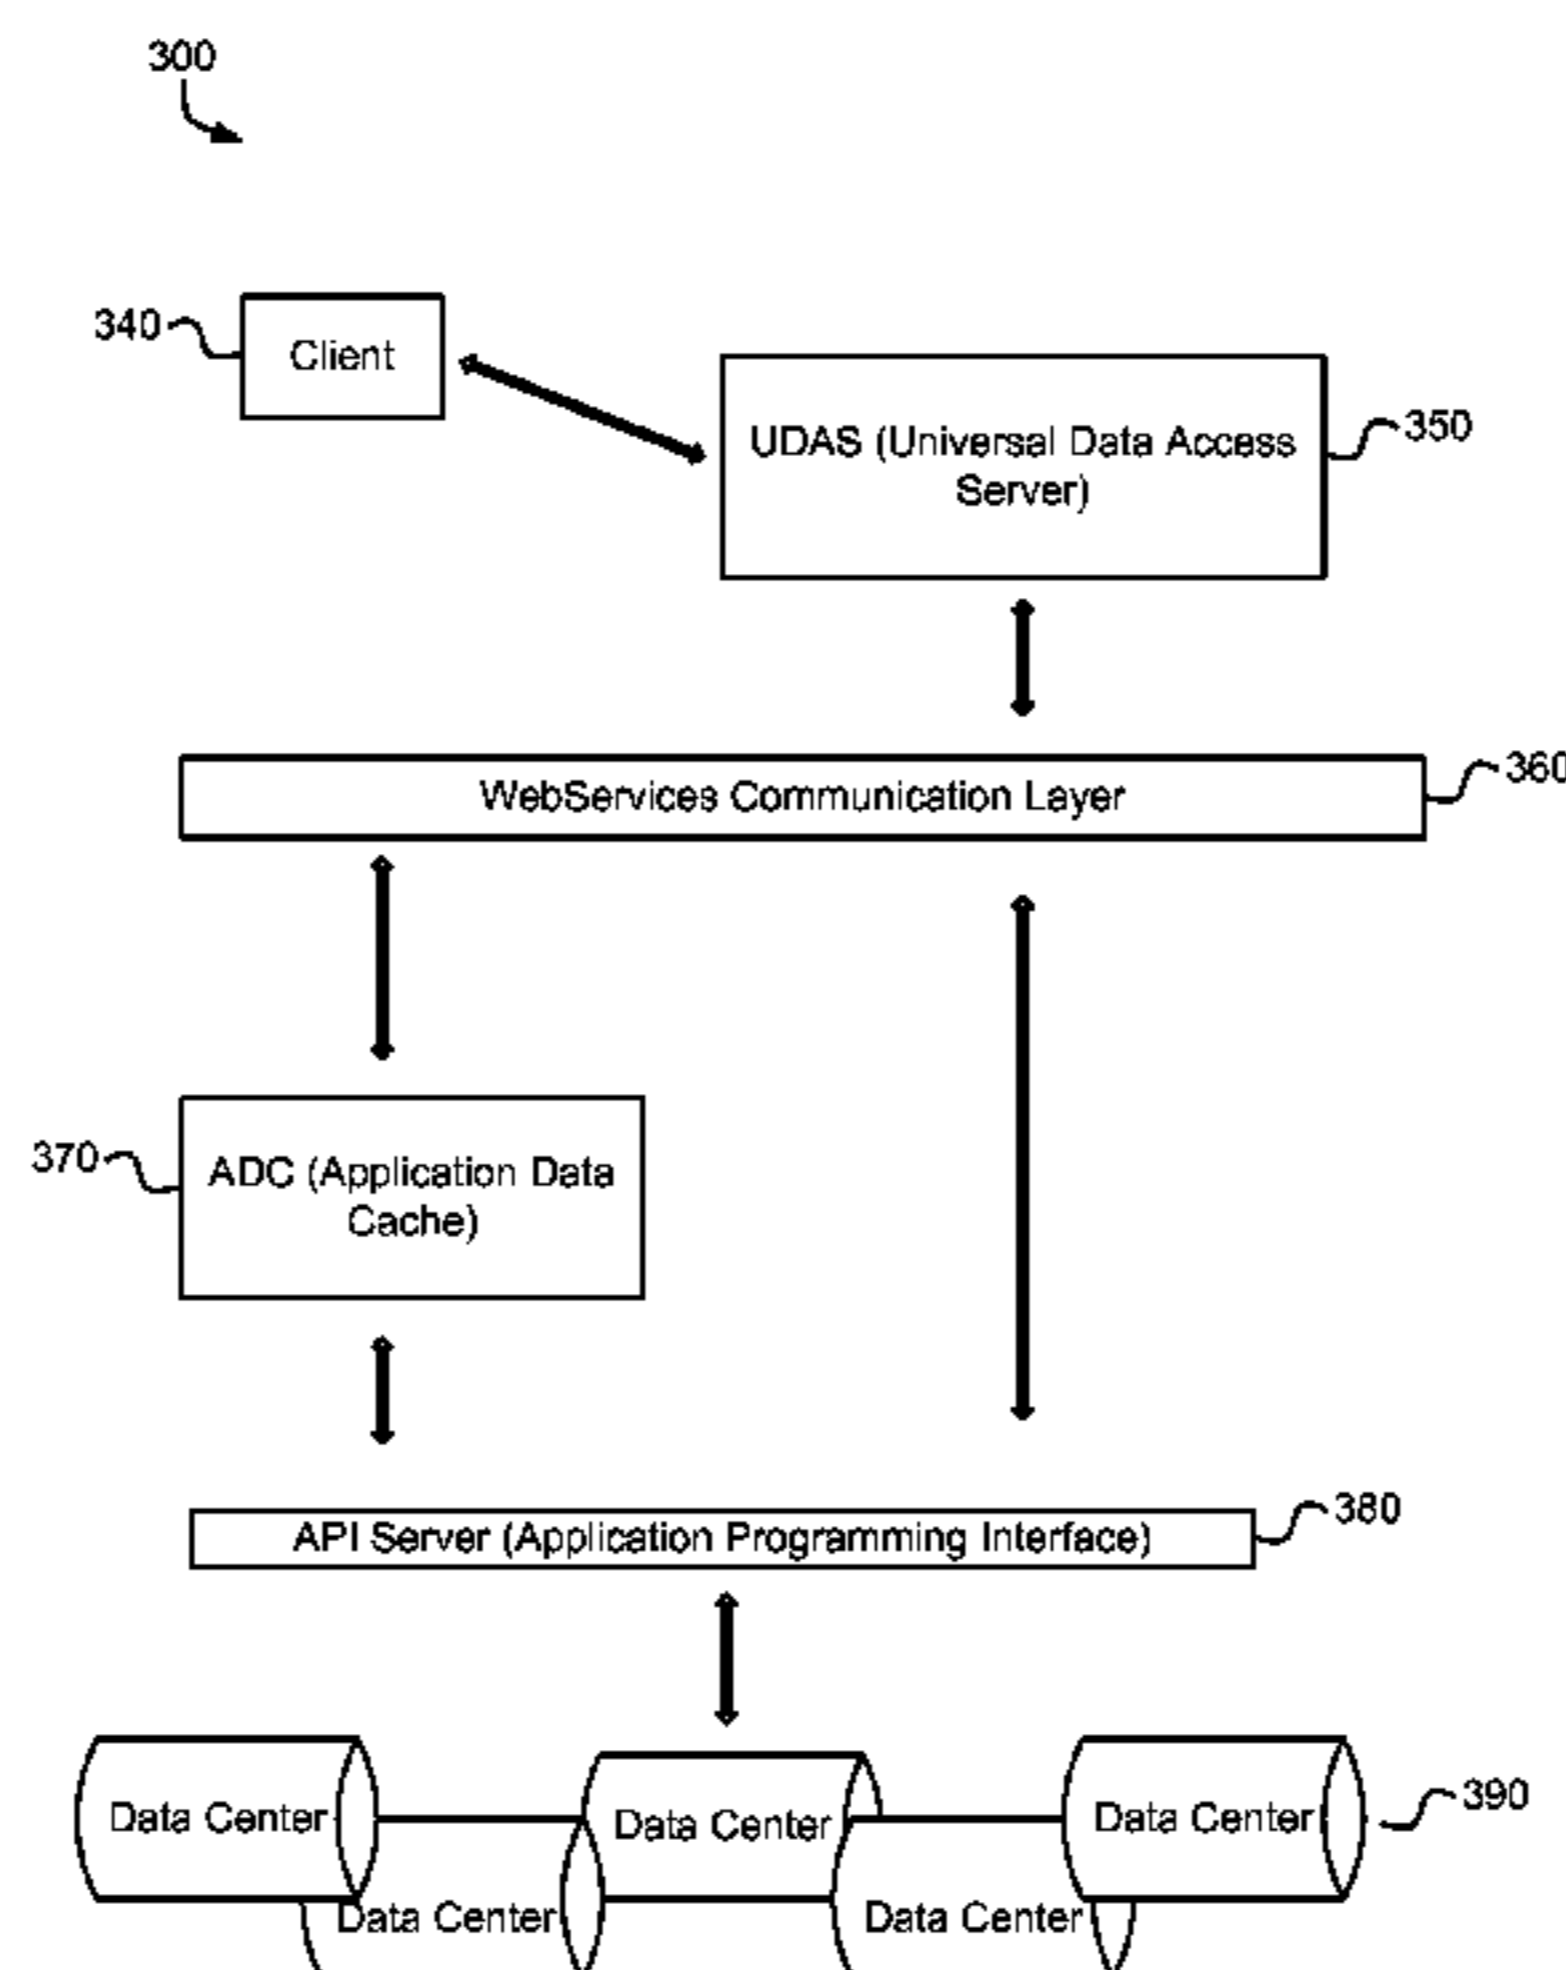 300
340
Client
UDAS (Universal Data Access
Server)
350
WebServices Communication Layer
360
370
ADC (Application Data
Cache)
API Server (Application Programming Interface)
380
Data Center
Data Center
Data Center
390
Data Center
Data Center